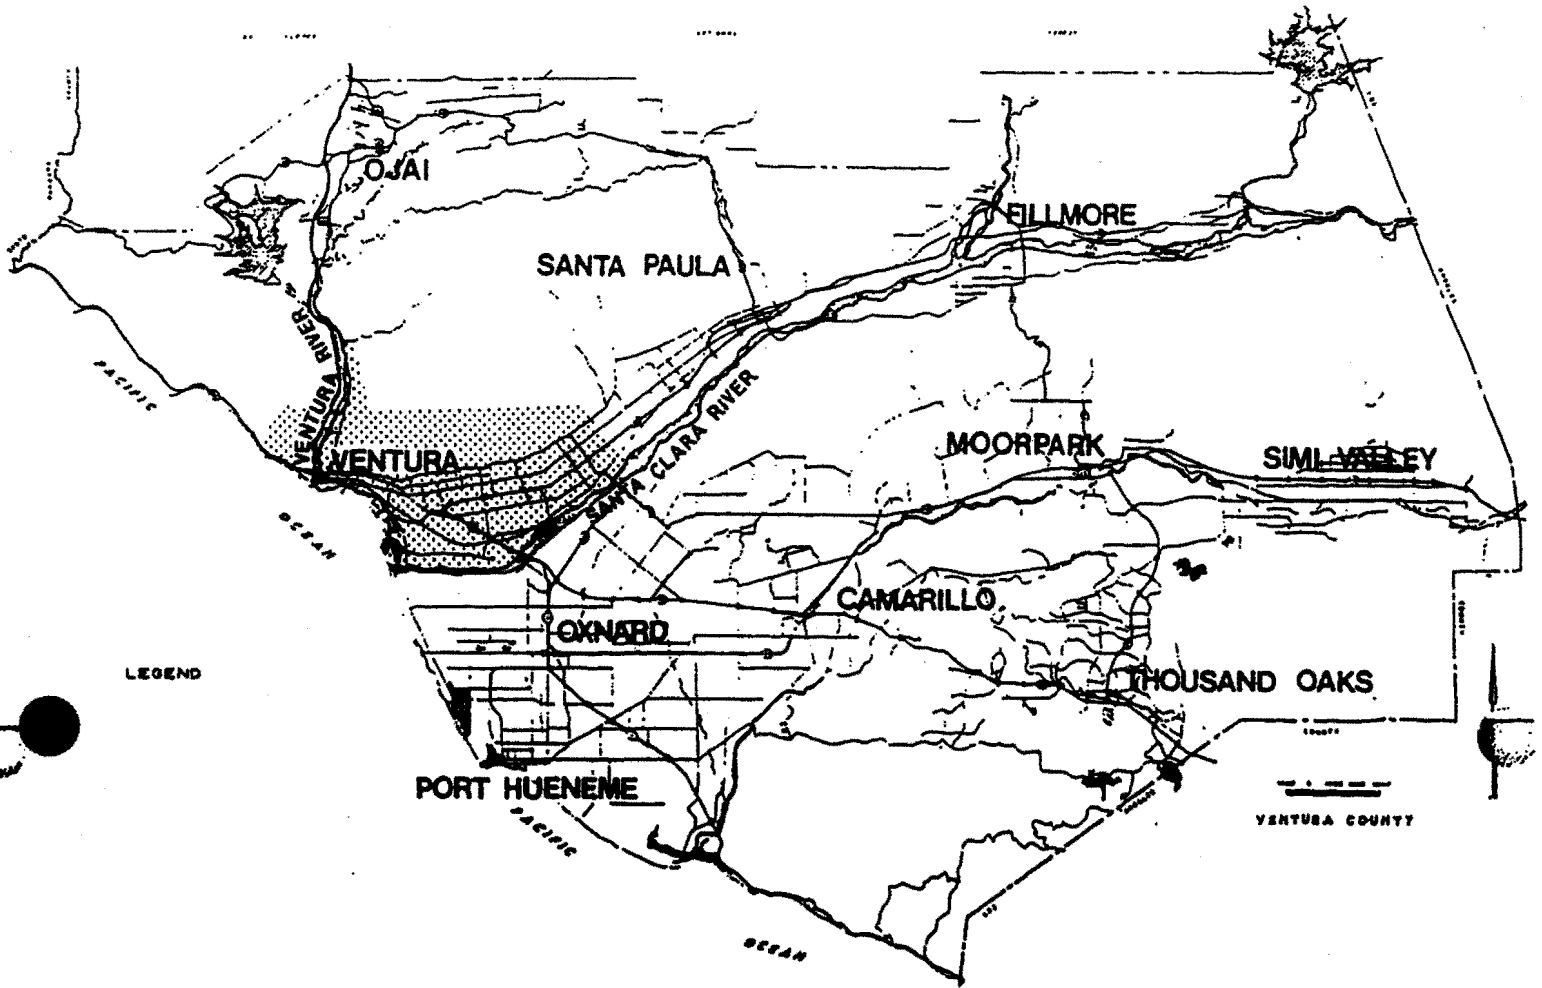 OJAI
FILLMORE
SANTA PAULA
VENTURA RIVER
PACIFIC
SANTA CLARA RIVER
MOORPARK
VENTURA
SIMI VALLEY
OCEAN
CAMARILLO
OXNARD
LEGEND
THOUSAND OAKS
COUNTY
PORT HUENEME
PACIFIC
VENTURA COUNTY
OCEAN